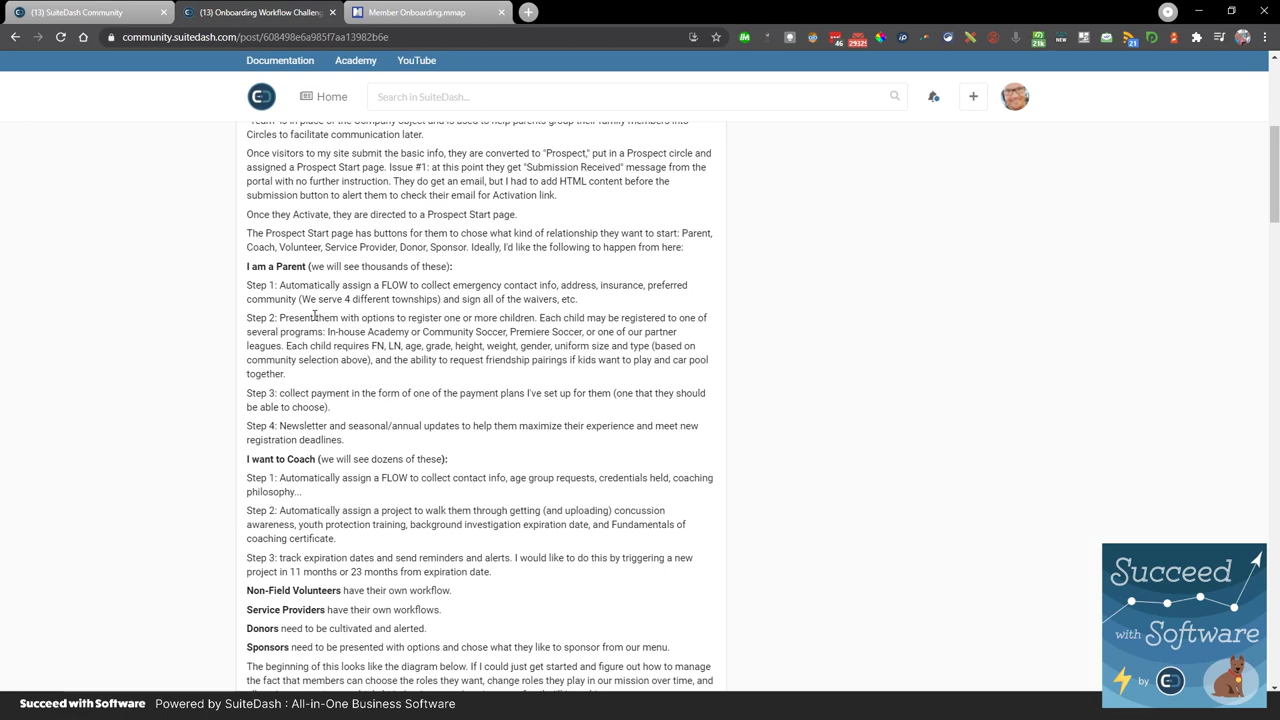 (13) SuiteDash Community
(13) Onboarding Workflow Challeng
Member Onboarding.mmap
community.suitedash.com/post/608498e6a985f7aa13982b6e
46
29325
21k
21
Documentation
Academy
YouTube
Home
Search in SuiteDash...
"Team" is in place of the Company object and is used to help parents group their family members into
Circles to facilitate communication later.
Once visitors to my site submit the basic info, they are converted to "Prospect," put in a Prospect circle and
assigned a Prospect Start page. Issue #1: at this point they get "Submission Received" message from the
portal with no further instruction. They do get an email, but I had to add HTML content before the
submission button to alert them to check their email for Activation link.
Once they Activate, they are directed to a Prospect Start page.
The Prospect Start page has buttons for them to chose what kind of relationship they want to start: Parent,
Coach, Volunteer, Service Provider, Donor, Sponsor. Ideally, I'd like the following to happen from here:
I am a Parent (we will see thousands of these):
Step 1: Automatically assign a FLOW to collect emergency contact info, address, insurance, preferred
community (We serve 4 different townships) and sign all of the waivers, etc.
Step 2: Present them with options to register one or more children. Each child may be registered to one of
several programs: In-house Academy or Community Soccer, Premiere Soccer, or one of our partner
leagues. Each child requires FN, LN, age, grade, height, weight, gender, uniform size and type (based on
community selection above), and the ability to request friendship pairings if kids want to play and car pool
together.
Step 3: collect payment in the form of one of the payment plans I've set up for them (one that they should
be able to choose).
Step 4: Newsletter and seasonal/annual updates to help them maximize their experience and meet new
registration deadlines.
I want to Coach (we will see dozens of these):
Step 1: Automatically assign a FLOW to collect contact info, age group requests, credentials held, coaching
philosophy...
Step 2: Automatically assign a project to walk them through getting (and uploading) concussion
awareness, youth protection training, background investigation expiration date, and Fundamentals of
coaching certificate.
Step 3: track expiration dates and send reminders and alerts. I would like to do this by triggering a new
project in 11 months or 23 months from expiration date.
Non-Field Volunteers have their own workflow.
Service Providers have their own workflows.
Donors need to be cultivated and alerted.
Sponsors need to be presented with options and chose what they like to sponsor from our menu.
The beginning of this looks like the diagram below. If I could just get started and figure out how to manage
the fact that members can choose the roles they want, change roles they play in our mission over time, and
Succeed
with Software
by
Succeed with Software Powered by SuiteDash : All-in-One Business Software